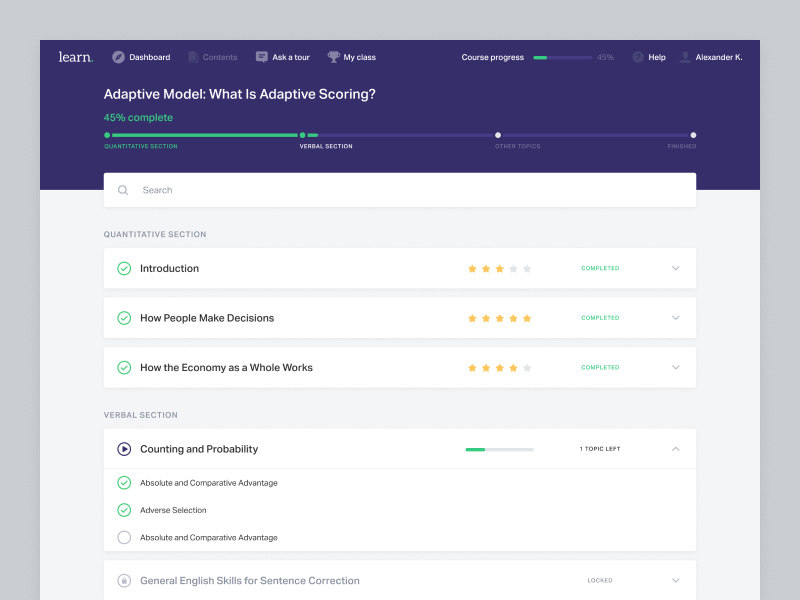 learn.
Dashboard
Contents
Ask a tour
My class
Course progress
45%
Help
Alexander K.
Adaptive Model: What Is Adaptive Scoring?
45% complete
QUANTITATIVE SECTION
VERBAL SECTION
OTHER TOPICS
FINISHED
Search
QUANTITATIVE SECTION
Introduction
COMPLETED
How People Make Decisions
COMPLETED
How the Economy as a Whole Works
COMPLETED
VERBAL SECTION
Counting and Probability
1 TOPIC LEFT
Absolute and Comparative Advantage
Adverse Selection
Absolute and Comparative Advantage
General English Skills for Sentence Correction
LOCKED